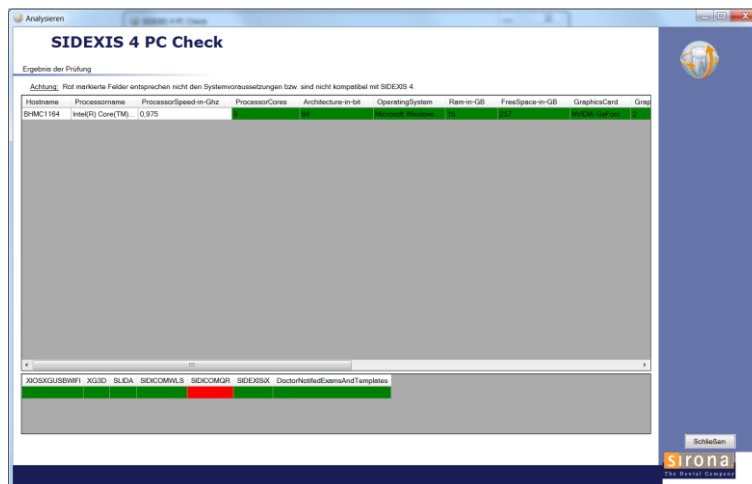 Analysieren
SIDEXIS 4 PC Check
Ergebnis der Prüfung
Achtung: Rot markierte Felder entsprechen nicht den Systemvoraussetzungen bzw. sind nicht kompatibel mit SIDEXIS 4.
Hostname Processorname ProcessorSpeed-in-Ghz ProcessorCores Architecture-in-bit OperatingSystem Ram-in-GB FreeSpace-in-GB GraphicsCard Grap
BHMC1164 Intel(R) Core(TM)... 0,975 64 Microsoft Windows... 15 237 NVIDIA GeForc... 2
XIOSXGUSBWIFI XG3D SLIDA SIDICOMWLS SIDICOMQR SIDEXISiX DoctorNotifedExamsAndTemplates
Schließen
sirona
The Dental Company